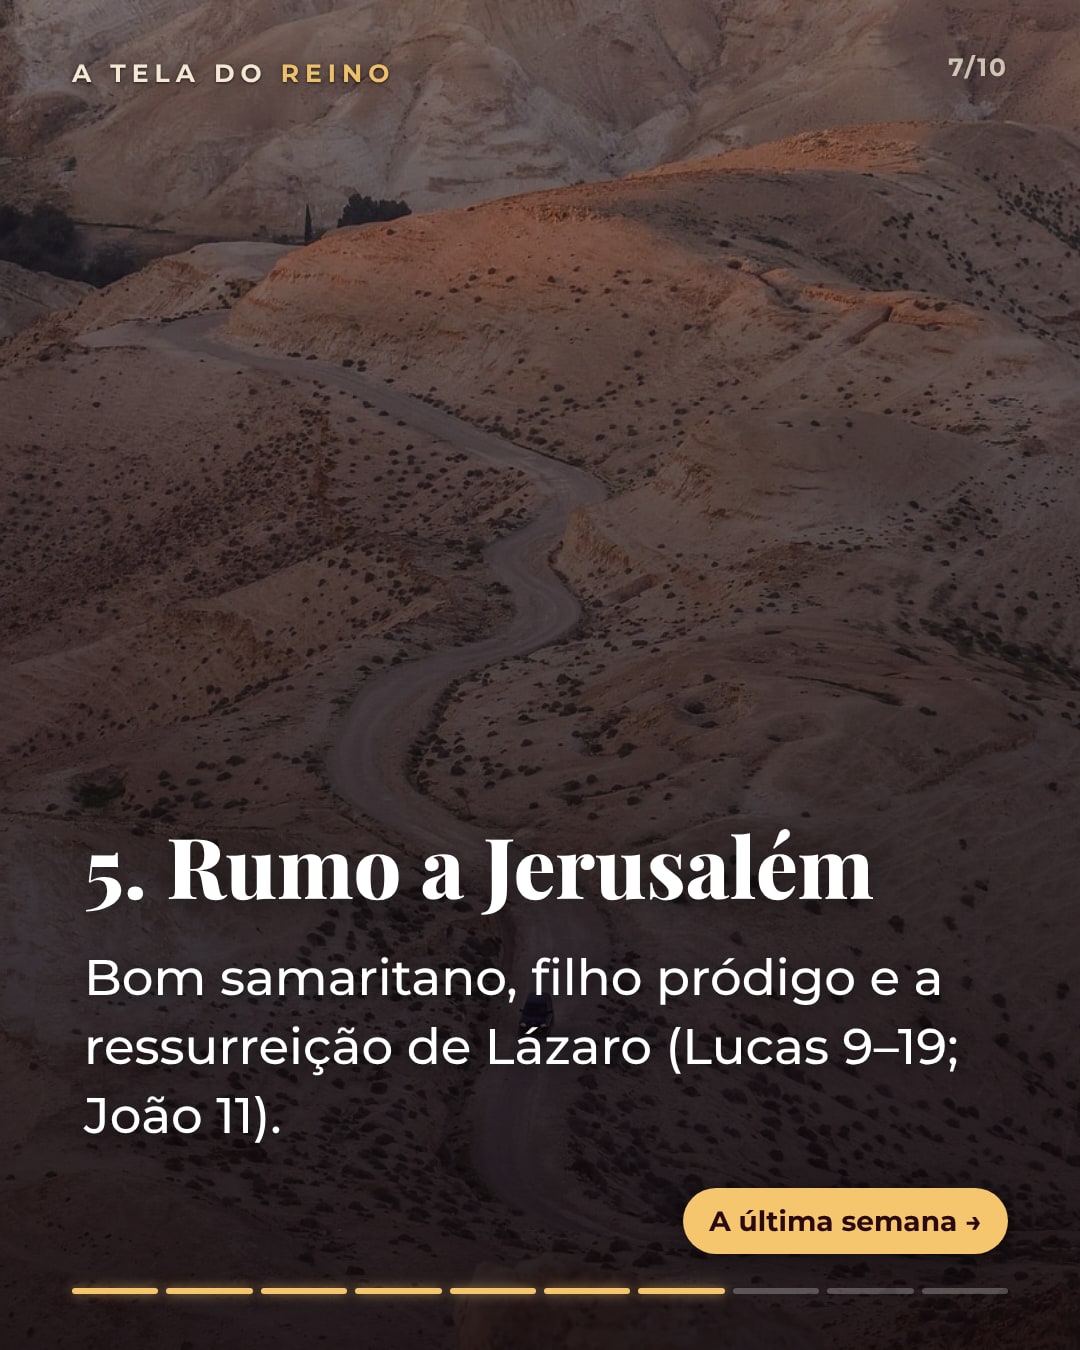 A TELA DO REINO
7/10
5. Rumo a Jerusalém
Bom samaritano, filho pródigo e a
ressurreição de Lázaro (Lucas 9–19;
João 11).
A última semana →